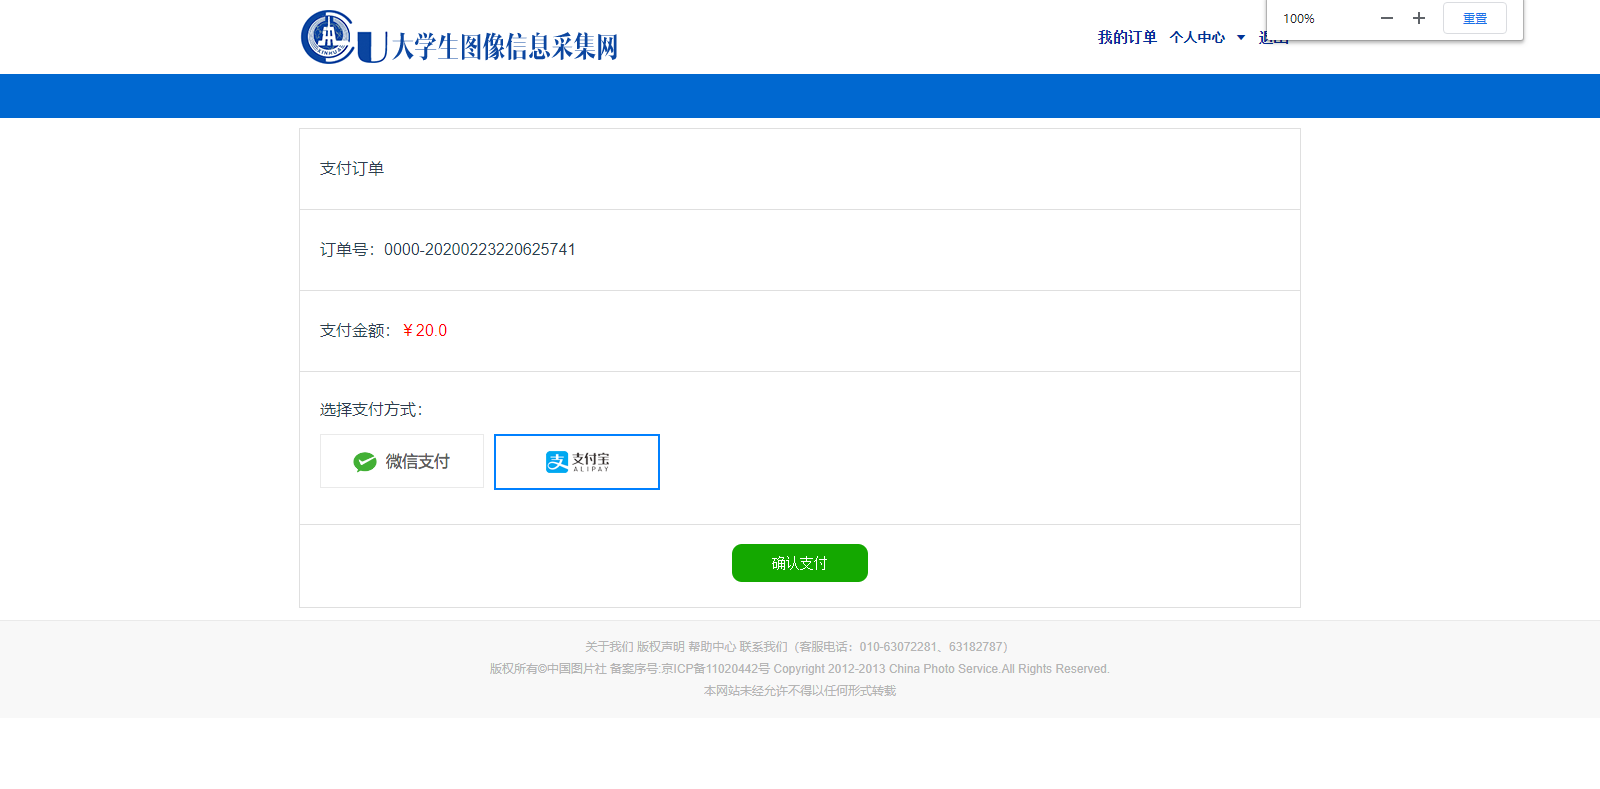 100%
重置
XINHUA
U大学生图像信息采集网
我的订单 个人中心 退出
支付订单
订单号：0000-20200223220625741
支付金额：￥20.0
选择支付方式：
微信支付
支 支付宝
ALIPAY
确认支付
关于我们 版权声明 帮助中心 联系我们（客服电话：010-63072281、63182787）
版权所有©中国图片社 备案序号:京ICP备11020442号 Copyright 2012-2013 China Photo Service.All Rights Reserved.
本网站未经允许不得以任何形式转载